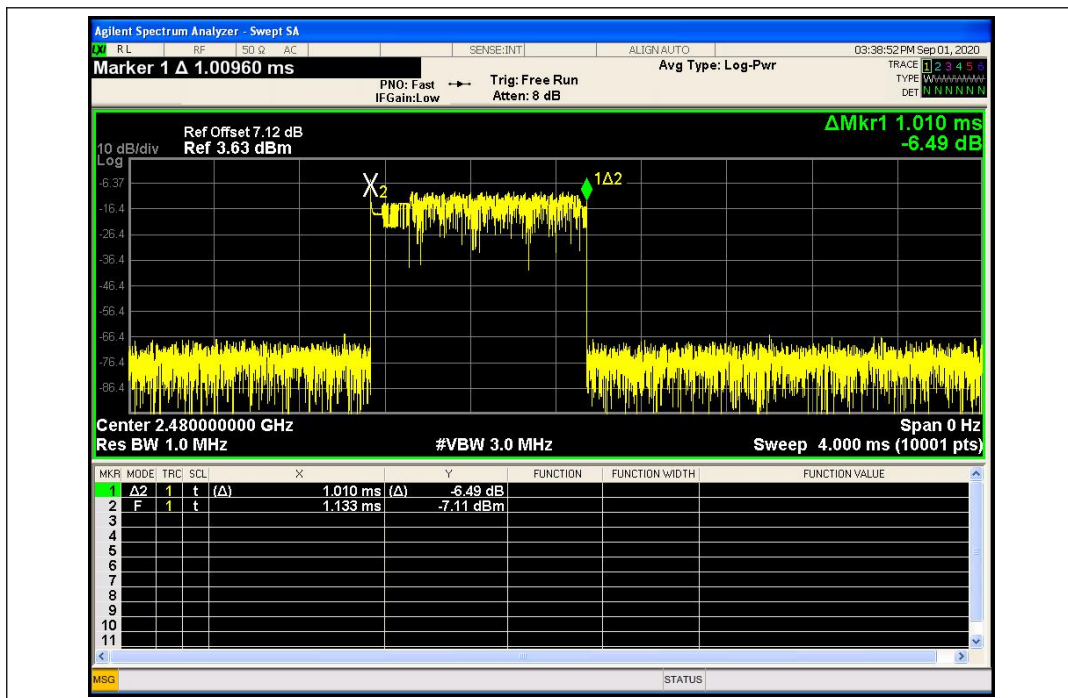 Agilent Spectrum Analyzer - Swept SA
LXI RL RF 50 Ω AC SENSE:INT ALIGN AUTO 03:38:52 PM Sep 01, 2020
Marker 1 Δ 1.00960 ms
PNO: Fast
IFGain:Low
Trig: Free Run
Atten: 8 dB
Avg Type: Log-Pwr
TRACE 1 2 3 4 5 6
TYPE
DET N N N N N N
ΔMkr1 1.010 ms
-6.49 dB
Ref Offset 7.12 dB
10 dB/div Ref 3.63 dBm
Log
-6.37
-16.4
-26.4
-36.4
-46.4
-56.4
-66.4
-76.4
-86.4
X2
1Δ2
Center 2.480000000 GHz Span 0 Hz
Res BW 1.0 MHz #VBW 3.0 MHz Sweep 4.000 ms (10001 pts)
MKR MODE TRC SCL X Y FUNCTION FUNCTION WIDTH FUNCTION VALUE
1 Δ2 1 t (Δ) 1.010 ms (Δ) -6.49 dB
2 F 1 t 1.133 ms -7.11 dBm
3
4
5
6
7
8
9
10
11
MSG STATUS